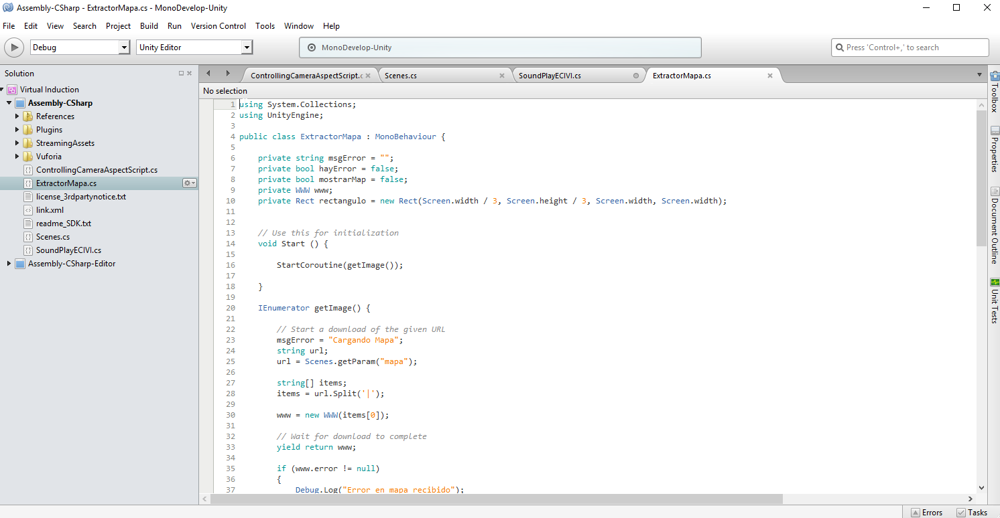 Assembly-CSharp - ExtractorMapa.cs - MonoDevelop-Unity
File Edit View Search Project Build Run Version Control Tools Window Help
Debug Unity Editor MonoDevelop-Unity Press 'Control+,' to search
Solution
Virtual Induction
Assembly-CSharp
References
Plugins
StreamingAssets
Vuforia
ControllingCameraAspectScript.cs
ExtractorMapa.cs
license_3rdpartynotice.txt
link.xml
readme_SDK.txt
Scenes.cs
SoundPlayECIVI.cs
Assembly-CSharp-Editor
ControllingCameraAspectScript.c Scenes.cs SoundPlayECIVI.cs ExtractorMapa.cs
No selection
1 using System.Collections;
2 using UnityEngine;
3
4 public class ExtractorMapa : MonoBehaviour {
5
6 private string msgError = "";
7 private bool hayError = false;
8 private bool mostrarMap = false;
9 private WWW www;
10 private Rect rectangulo = new Rect(Screen.width / 3, Screen.height / 3, Screen.width, Screen.width);
11
12
13 // Use this for initialization
14 void Start () {
15
16 StartCoroutine(getImage());
17
18 }
19
20 IEnumerator getImage() {
21
22 // Start a download of the given URL
23 msgError = "Cargando Mapa";
24 string url;
25 url = Scenes.getParam("mapa");
26
27 string[] items;
28 items = url.Split('|');
29
30 www = new WWW(items[0]);
31
32 // Wait for download to complete
33 yield return www;
34
35 if (www.error != null)
36 {
37 Debug.Log("Error en mapa recibido");
Toolbox
Properties
Document Outline
Unit Tests
Errors Tasks